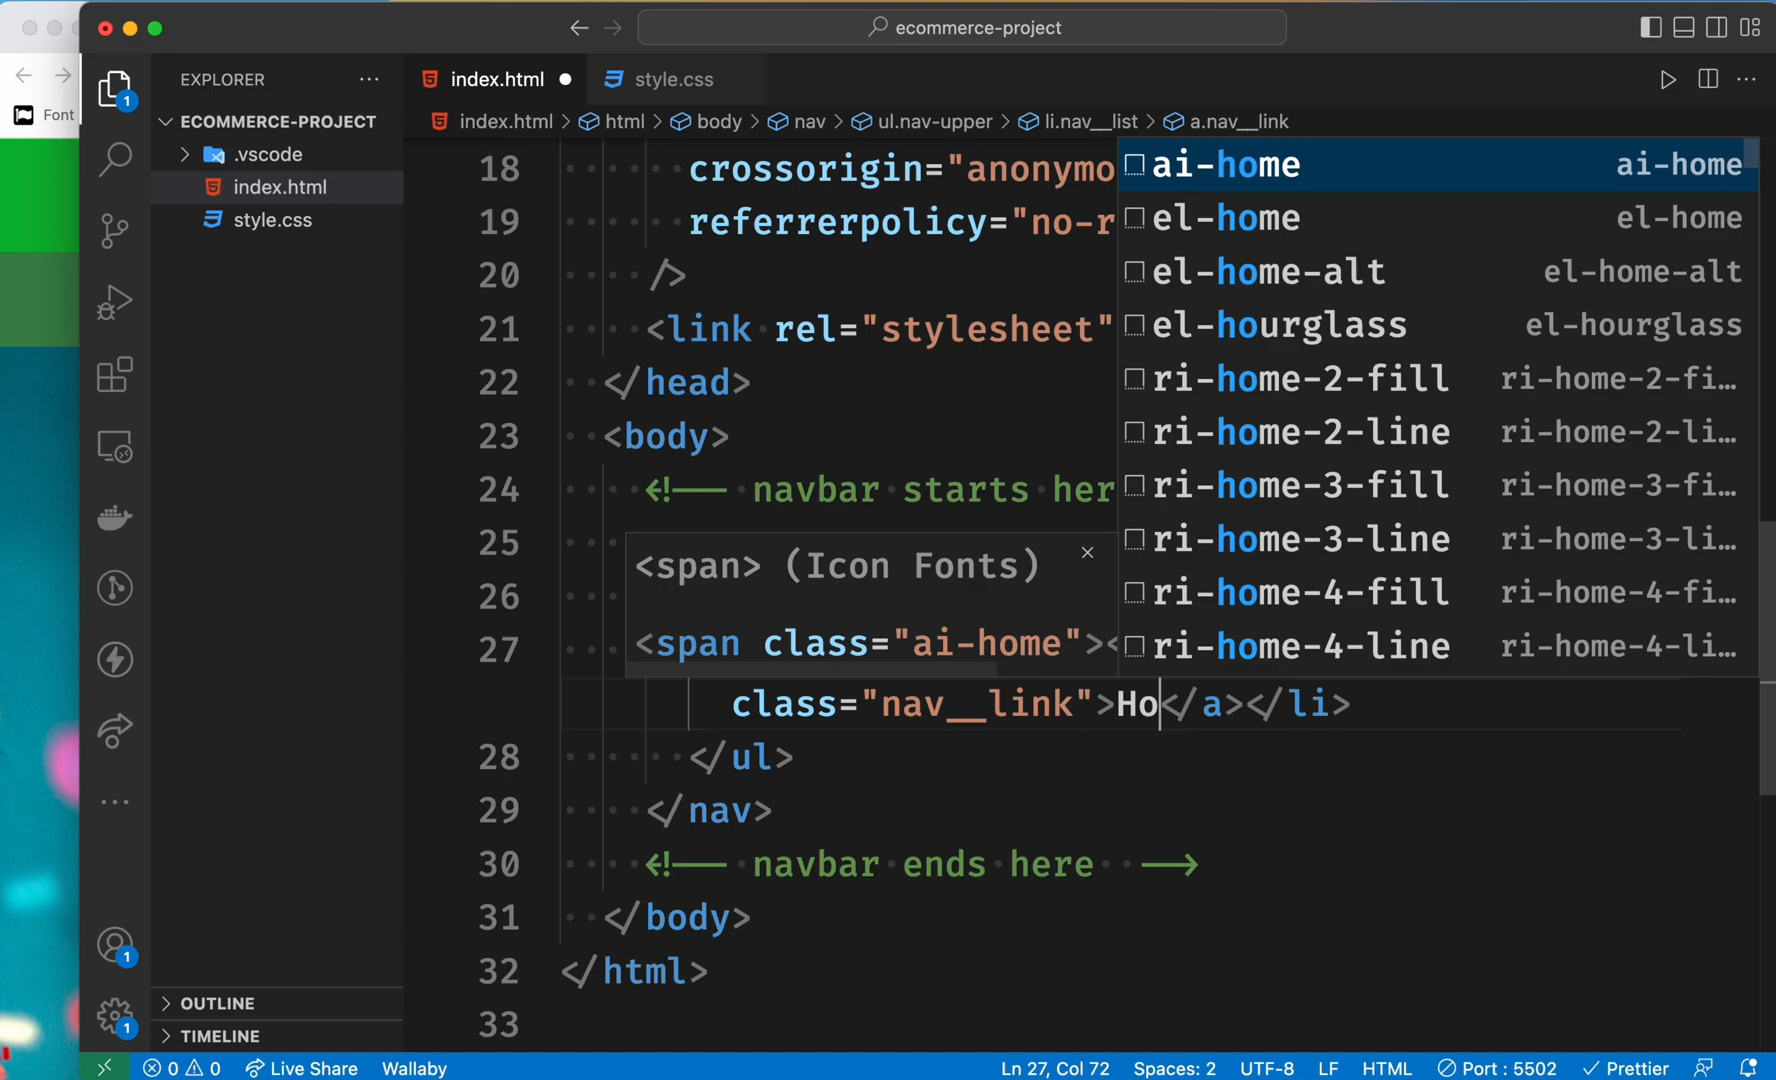 ecommerce-project
Font
EXPLORER
ECOMMERCE-PROJECT
.vscode
index.html
style.css
OUTLINE
TIMELINE
index.html
style.css
index.html > html > body > nav > ul.nav-upper > li.nav__list > a.nav__link
18 crossorigin="anonymo
19 referrerpolicy="no-r
20 />
21 <link rel="stylesheet"
22 </head>
23 <body>
24 <!-- navbar starts her
25
26
27
class="nav__link">Ho</a></li>
28 </ul>
29 </nav>
30 <!-- navbar ends here -->
31 </body>
32 </html>
33
<span> (Icon Fonts)
<span class="ai-home"><
ai-home ai-home
el-home el-home
el-home-alt el-home-alt
el-hourglass el-hourglass
ri-home-2-fill ri-home-2-fi...
ri-home-2-line ri-home-2-li...
ri-home-3-fill ri-home-3-fi...
ri-home-3-line ri-home-3-li...
ri-home-4-fill ri-home-4-fi...
ri-home-4-line ri-home-4-li...
1
1
1
0 0 Live Share Wallaby Ln 27, Col 72 Spaces: 2 UTF-8 LF HTML Port : 5502 Prettier